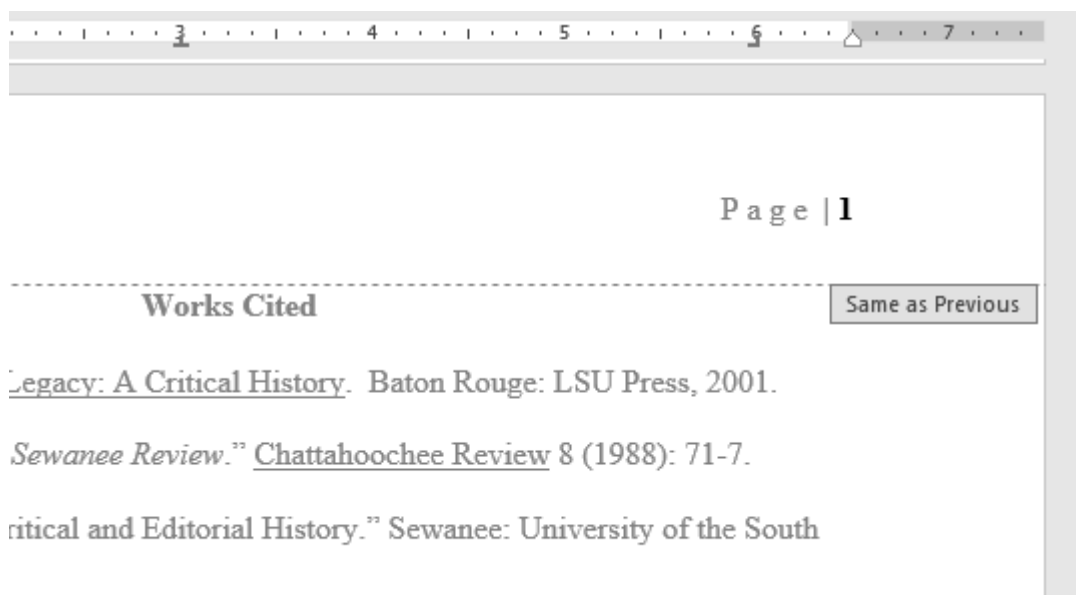 3 4 5 6 7
Page | 1
Works Cited
Same as Previous
Legacy: A Critical History.  Baton Rouge: LSU Press, 2001.
Sewanee Review.” Chattahoochee Review 8 (1988): 71-7.
ritical and Editorial History.” Sewanee: University of the South